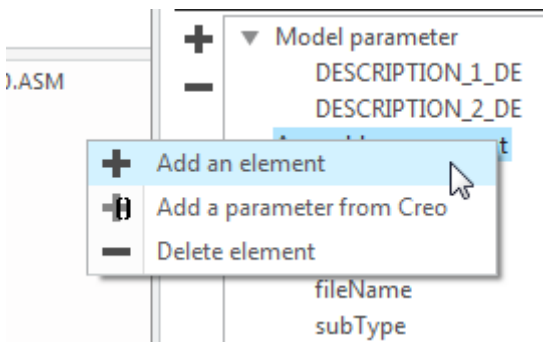 Model parameter
).ASM
DESCRIPTION_1_DE
DESCRIPTION_2_DE
Add an element
Add a parameter from Creo
Delete element
fileName
subType